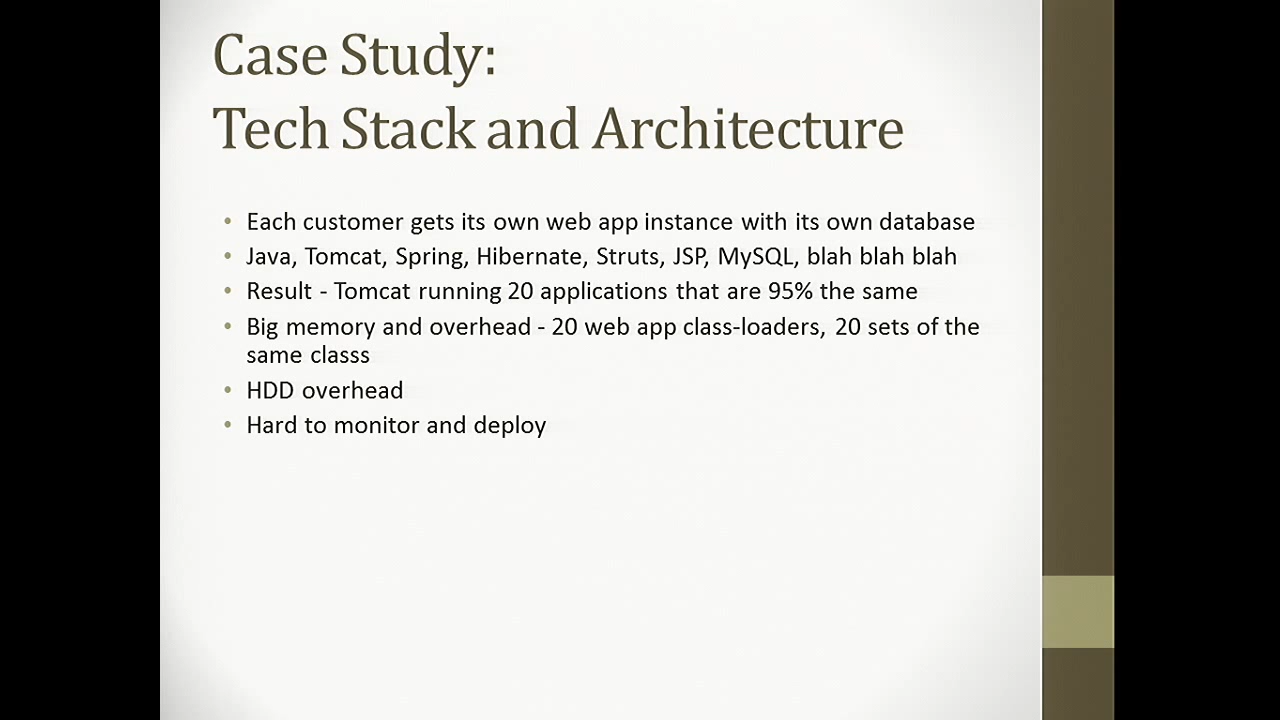 Case Study:
Tech Stack and Architecture
• Each customer gets its own web app instance with its own database
• Java, Tomcat, Spring, Hibernate, Struts, JSP, MySQL, blah blah blah
• Result - Tomcat running 20 applications that are 95% the same
• Big memory and overhead - 20 web app class-loaders, 20 sets of the
same classs
• HDD overhead
• Hard to monitor and deploy